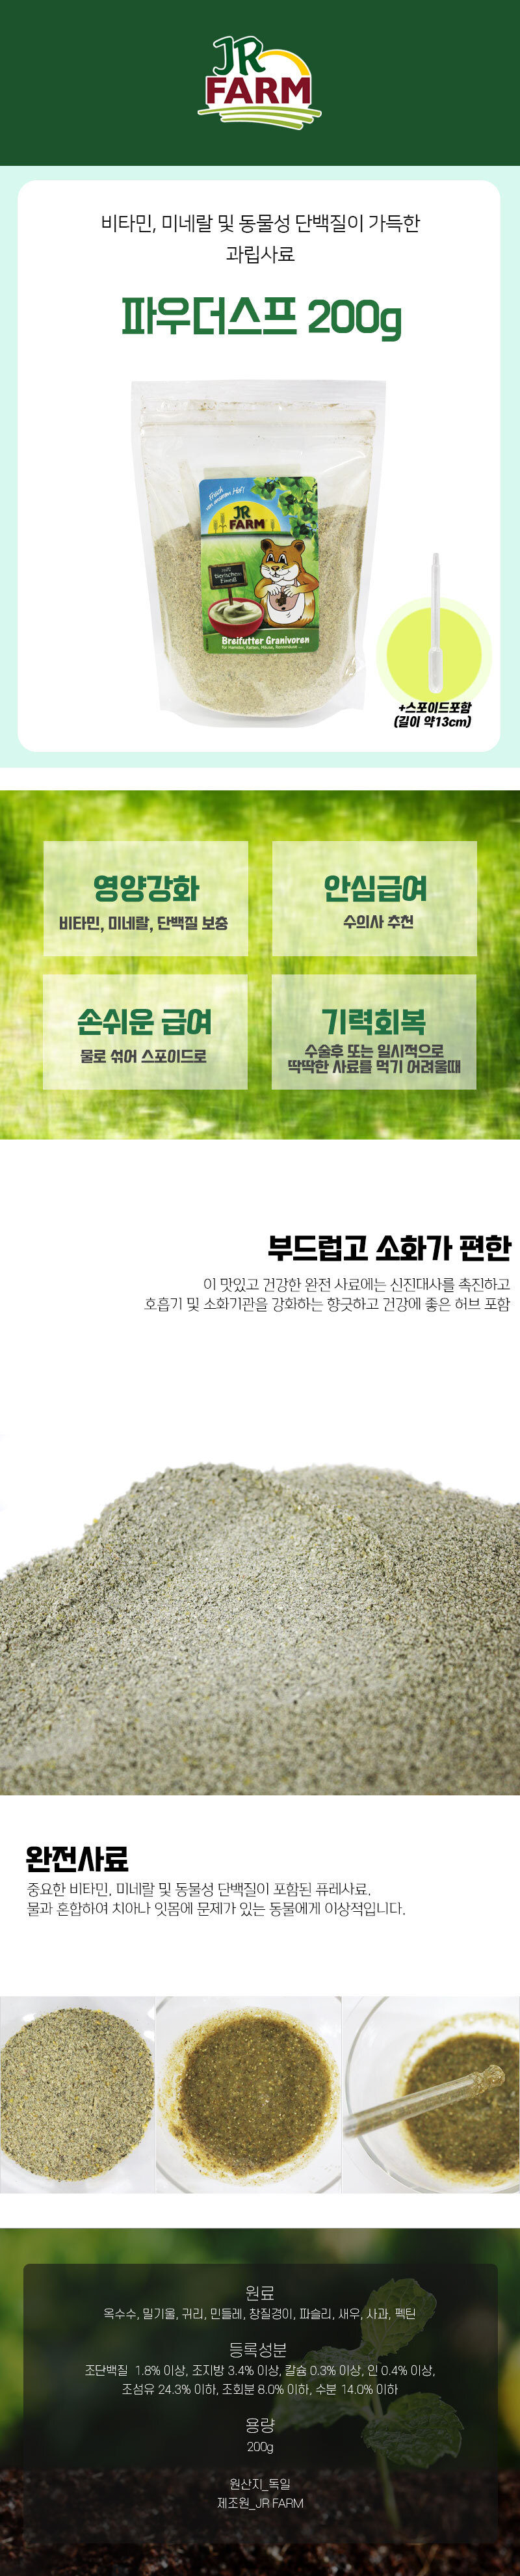 JR
FARM
비타민, 미네랄 및 동물성 단백질이 가득한
과립사료
파우더스프 200g
Frisch
von unserem Hof!
JR
FARM
mit
tierischem
Eiweiß
Breifutter Granivoren
für Hamster, Ratten, Mäuse, Rennmäuse
+스포이드포함
(길이 약13cm)
영양강화
비타민, 미네랄, 단백질 보충
안심급여
수의사 추천
손쉬운 급여
물로 섞어 스포이드로
기력회복
수술후 또는 일시적으로
딱딱한 사료를 먹기 어려울때
부드럽고 소화가 편한
이 맛있고 건강한 완전 사료에는 신진대사를 촉진하고
호흡기 및 소화기관을 강화하는 향긋하고 건강에 좋은 허브 포함
완전사료
중요한 비타민, 미네랄 및 동물성 단백질이 포함된 퓨레사료.
물과 혼합하여 치아나 잇몸에 문제가 있는 동물에게 이상적입니다.
원료
옥수수, 밀기울, 귀리, 민들레, 창질경이, 파슬리, 새우, 사과, 펙틴
등록성분
조단백질 1.8% 이상, 조지방 3.4% 이상, 칼슘 0.3% 이상, 인 0.4% 이상,
조섬유 24.3% 이하, 조회분 8.0% 이하, 수분 14.0% 이하
용량
200g
원산지_독일
제조원_JR FARM